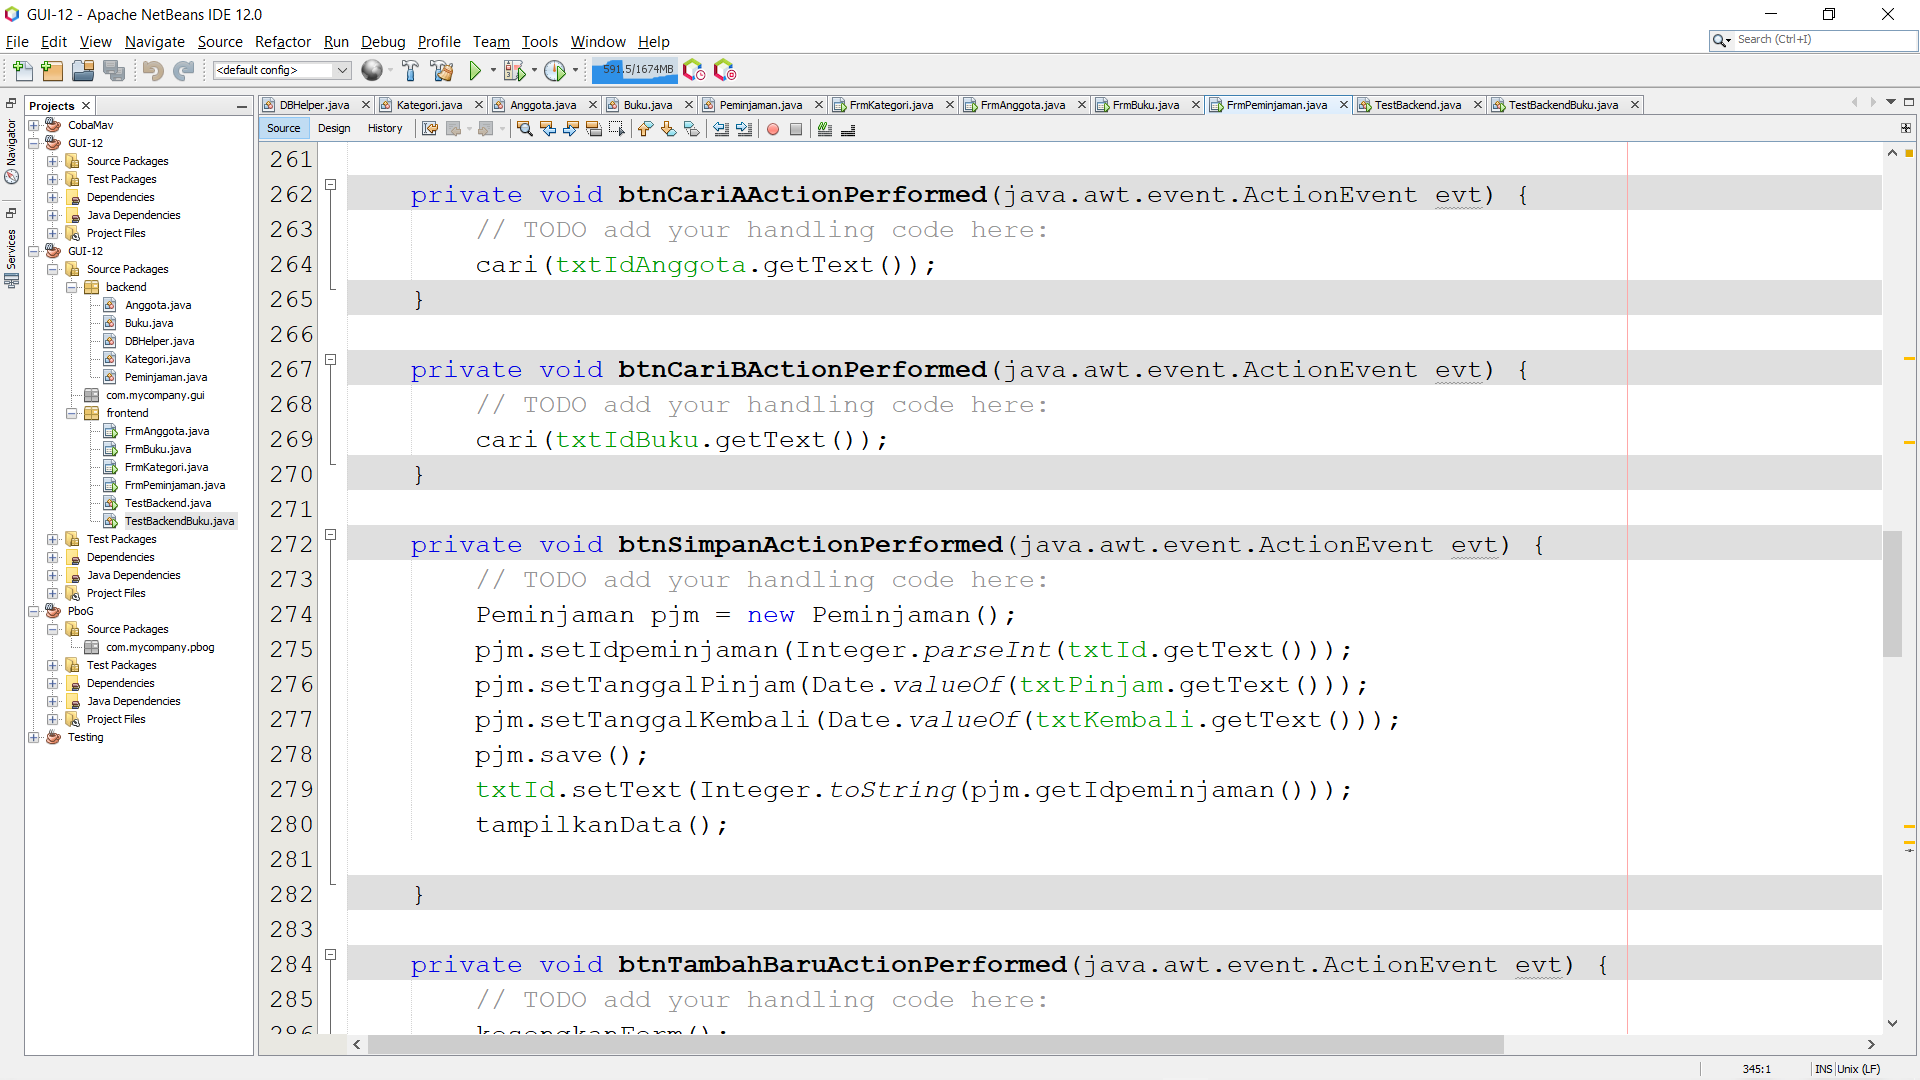 GUI-12 - Apache NetBeans IDE 12.0
File Edit View Navigate Source Refactor Run Debug Profile Team Tools Window Help
Search (Ctrl+I)
<default config>
591.5/1674MB
Projects
DBHelper.java Kategori.java Anggota.java Buku.java Peminjaman.java FrmKategori.java FrmAnggota.java FrmBuku.java FrmPeminjaman.java TestBackend.java TestBackendBuku.java
Source Design History
Navigator
Services
CobaMav
GUI-12
Source Packages
Test Packages
Dependencies
Java Dependencies
Project Files
GUI-12
Source Packages
backend
Anggota.java
Buku.java
DBHelper.java
Kategori.java
Peminjaman.java
com.mycompany.gui
frontend
FrmAnggota.java
FrmBuku.java
FrmKategori.java
FrmPeminjaman.java
TestBackend.java
TestBackendBuku.java
Test Packages
Dependencies
Java Dependencies
Project Files
PboG
Source Packages
com.mycompany.pbog
Test Packages
Dependencies
Java Dependencies
Project Files
Testing
261
262 private void btnCariAActionPerformed(java.awt.event.ActionEvent evt) {
263 // TODO add your handling code here:
264 cari(txtIdAnggota.getText());
265 }
266
267 private void btnCariBActionPerformed(java.awt.event.ActionEvent evt) {
268 // TODO add your handling code here:
269 cari(txtIdBuku.getText());
270 }
271
272 private void btnSimpanActionPerformed(java.awt.event.ActionEvent evt) {
273 // TODO add your handling code here:
274 Peminjaman pjm = new Peminjaman();
275 pjm.setIdpeminjaman(Integer.parseInt(txtId.getText()));
276 pjm.setTanggalPinjam(Date.valueOf(txtPinjam.getText()));
277 pjm.setTanggalKembali(Date.valueOf(txtKembali.getText()));
278 pjm.save();
279 txtId.setText(Integer.toString(pjm.getIdpeminjaman()));
280 tampilkanData();
281
282 }
283
284 private void btnTambahBaruActionPerformed(java.awt.event.ActionEvent evt) {
285 // TODO add your handling code here:
286 kosongkanForm();
345:1 INS Unix (LF)